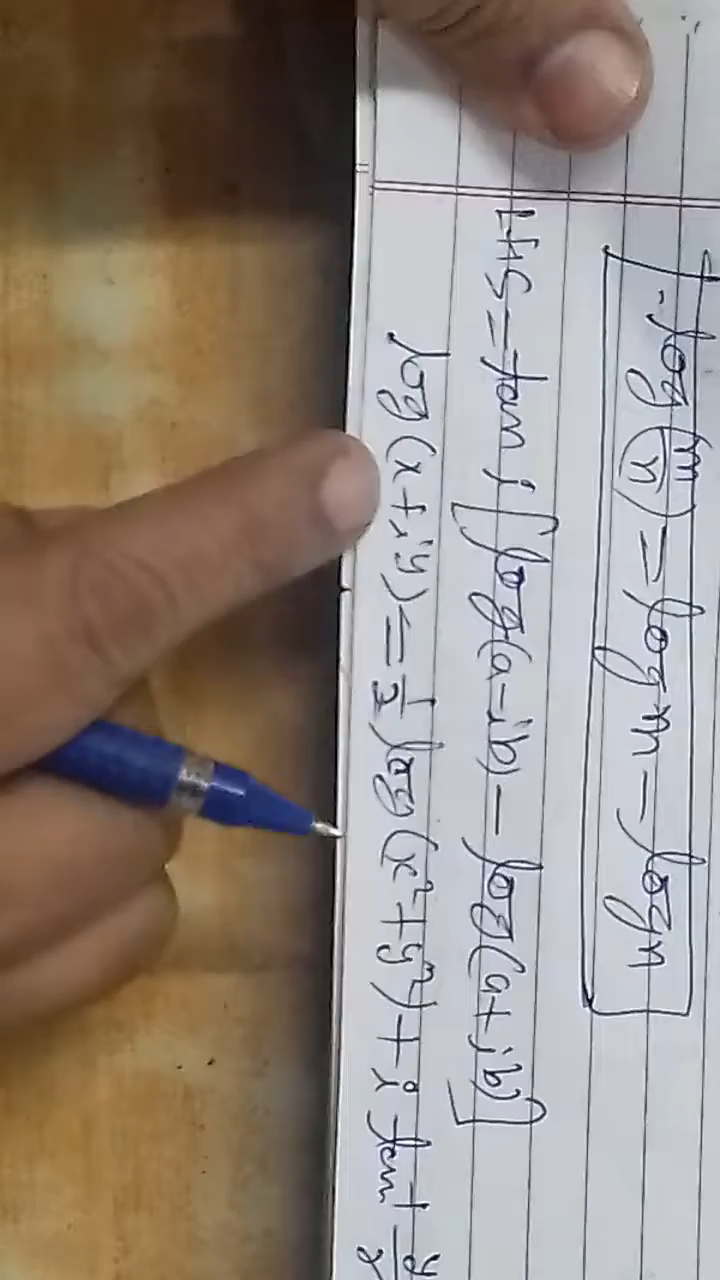 log(m/n) = log m - log n
LHS = tan i [log(a-ib) - log(a+ib)]
log(x+iy) = 1/2 log(x²+y²) + i tan⁻¹ y/x